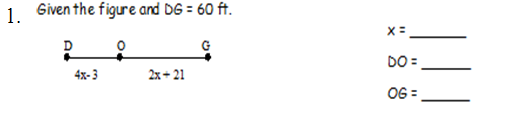 1. Given the figure and DG = 60 ft.
x = ______
D O G
DO = ______
4x-3 2x+21
OG = ______